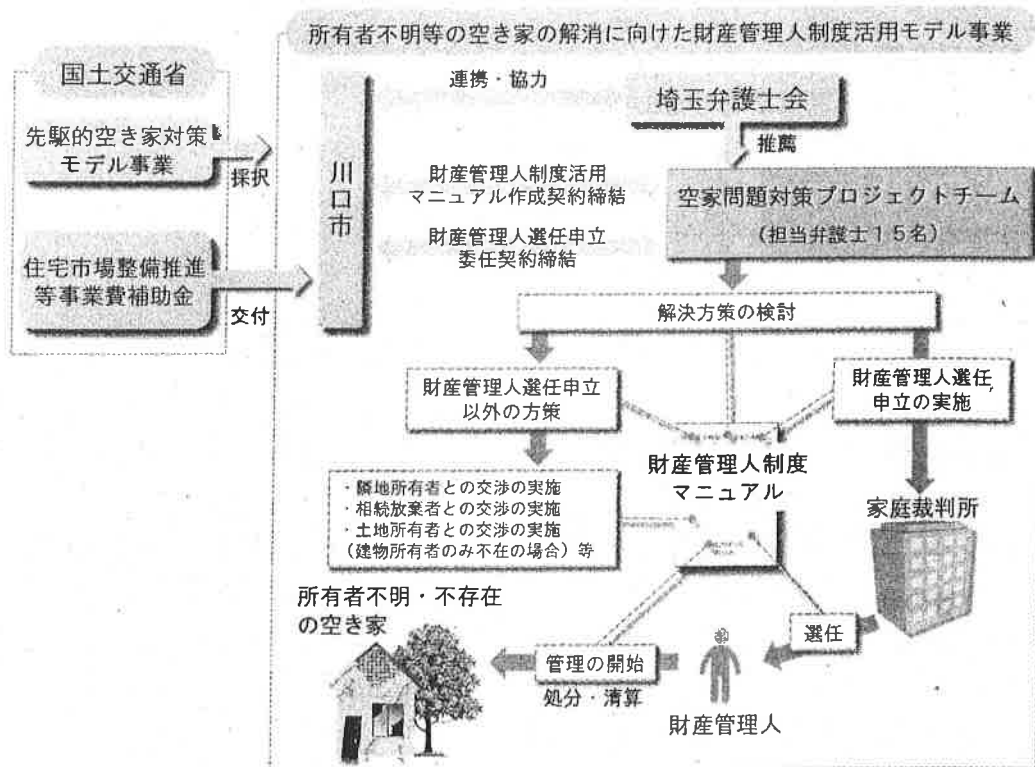 所有者不明等の空き家の解消に向けた財産管理人制度活用モデル事業
国土交通省
先駆的空き家対策
モデル事業
採択
住宅市場整備推進
等事業費補助金
交付
川口市
連携・協力
財産管理人制度活用
マニュアル作成契約締結
財産管理人選任申立
委任契約締結
埼玉弁護士会
推薦
空家問題対策プロジェクトチーム
(担当弁護士15名)
解決方策の検討
財産管理人選任申立
以外の方策
財産管理人選任
申立の実施
・隣地所有者との交渉の実施
・相続放棄者との交渉の実施
・土地所有者との交渉の実施
(建物所有者のみ不在の場合)等
財産管理人制度
マニュアル
家庭裁判所
選任
財産管理人
管理の開始
処分・清算
所有者不明・不存在
の空き家